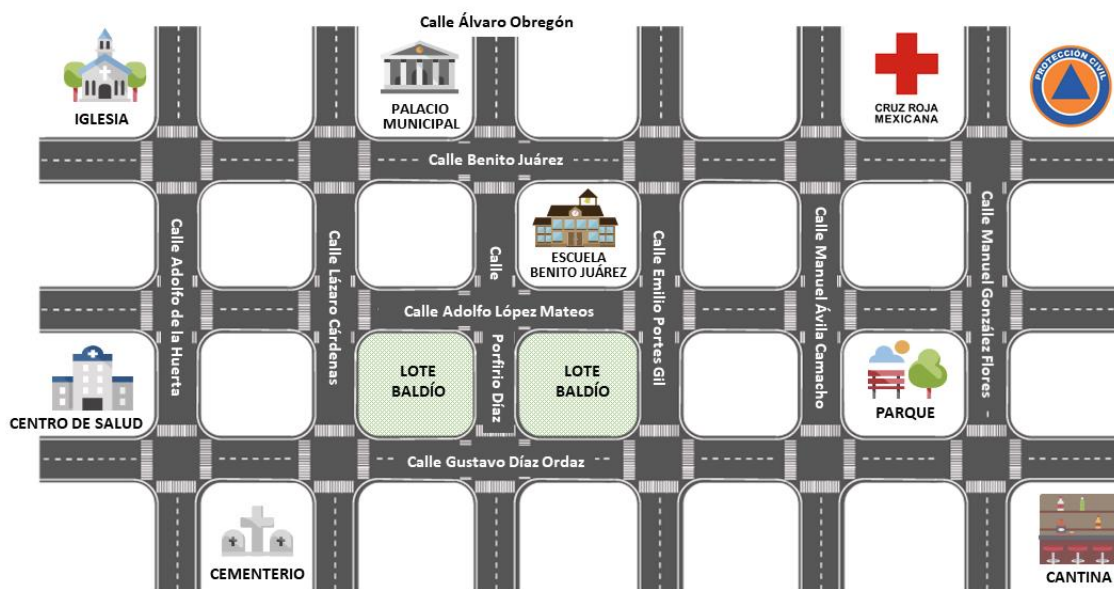 Calle Álvaro Obregón
IGLESIA
PALACIO
MUNICIPAL
CRUZ ROJA
MEXICANA
PROTECCIÓN CIVIL
Calle Benito Juárez
Calle Adolfo de la Huerta
Calle Lázaro Cárdenas
Calle
Porfirio Díaz
ESCUELA
BENITO JUÁREZ
Calle Emilio Portes Gil
Calle Manuel Ávila Camacho
Calle Manuel González Flores
Calle Adolfo López Mateos
CENTRO DE SALUD
LOTE
BALDÍO
LOTE
BALDÍO
PARQUE
Calle Gustavo Díaz Ordaz
CEMENTERIO
CANTINA